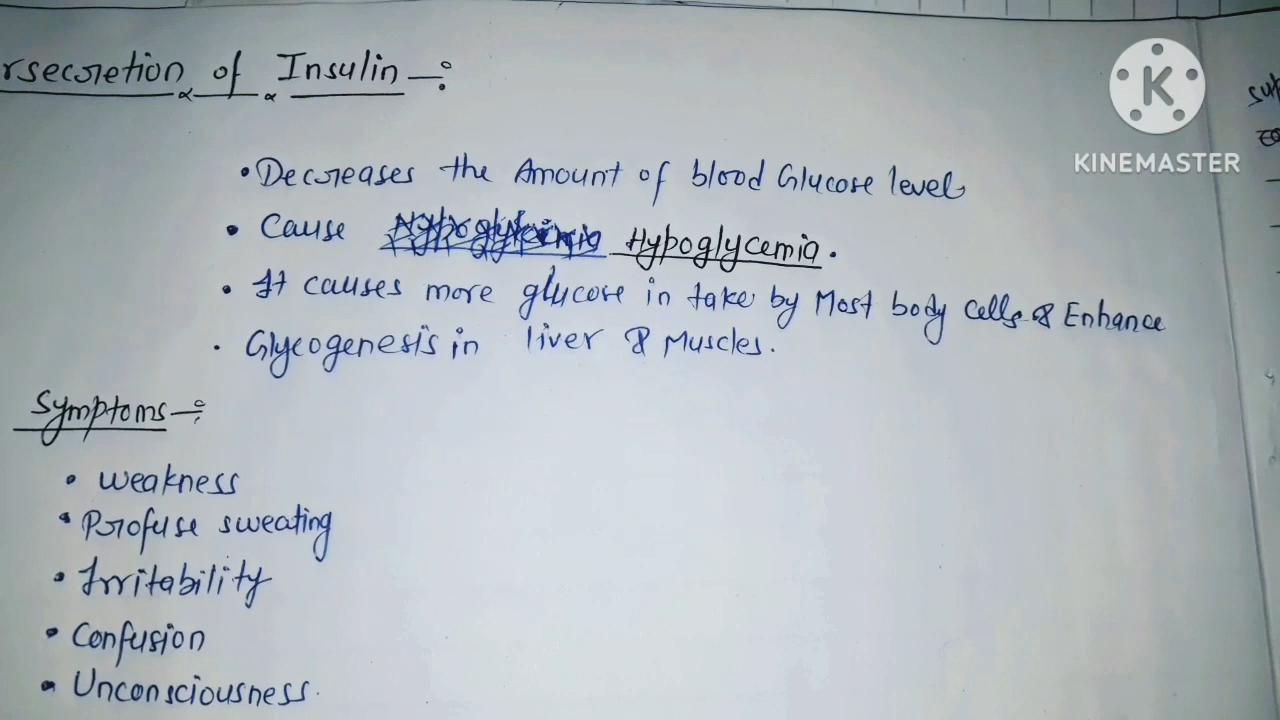 rsecretion of Insulin -:
• Decreases the Amount of blood Glucose level
• Cause Hypoglycemia.
• It causes more glucose in take by Most body Cells & Enhance
• Glycogenesis in liver & Muscles.
Symptoms -:
• Weakness
• Profuse sweating
• Irritability
• Confusion
• Unconsciousness.
K
KINEMASTER